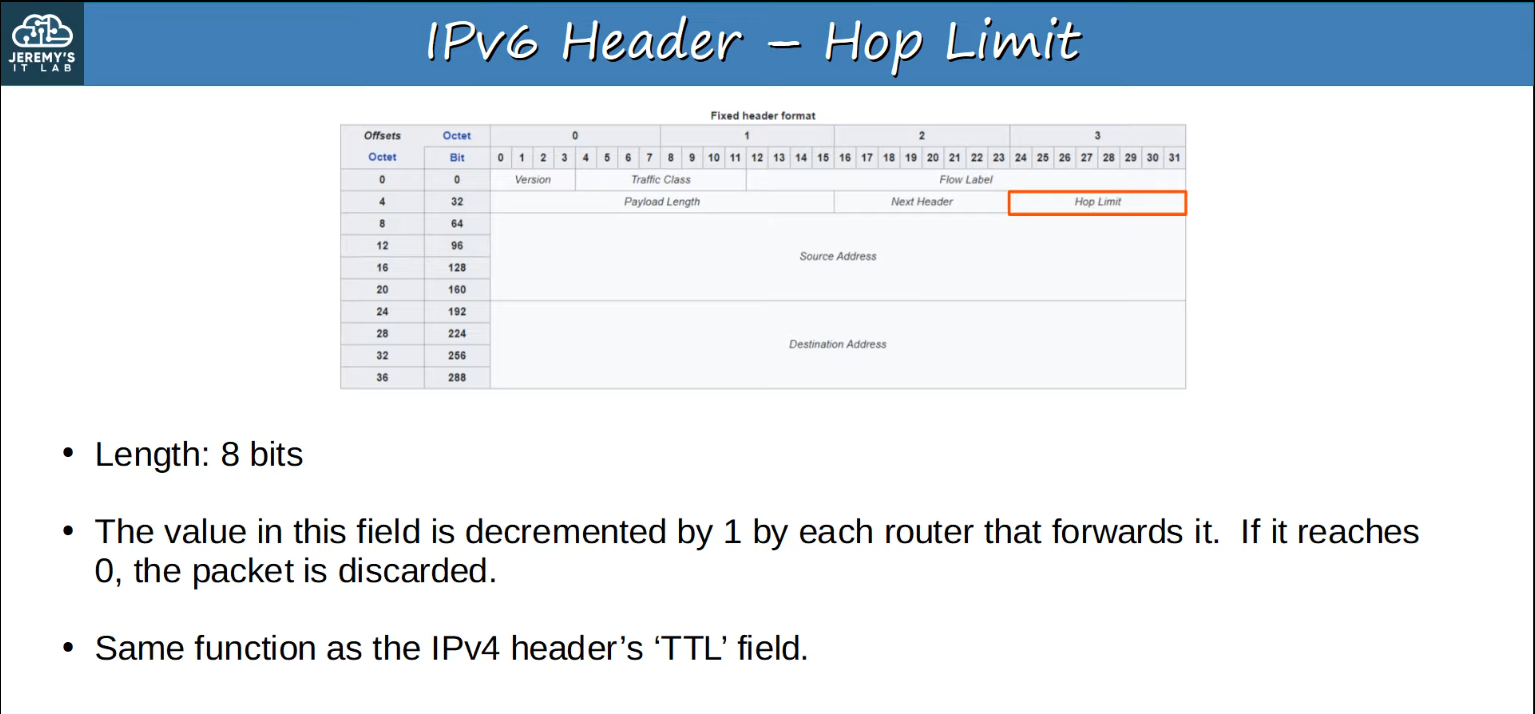 JEREMY'S
IT LAB
IPv6 Header – Hop Limit
Fixed header format
Offsets Octet 0 1 2 3
Octet Bit 0 1 2 3 4 5 6 7 8 9 10 11 12 13 14 15 16 17 18 19 20 21 22 23 24 25 26 27 28 29 30 31
0 0 Version Traffic Class Flow Label
4 32 Payload Length Next Header Hop Limit
8 64
12 96
Source Address
16 128
20 160
24 192
28 224
Destination Address
32 256
36 288
• Length: 8 bits
• The value in this field is decremented by 1 by each router that forwards it.  If it reaches
0, the packet is discarded.
• Same function as the IPv4 header’s ‘TTL’ field.